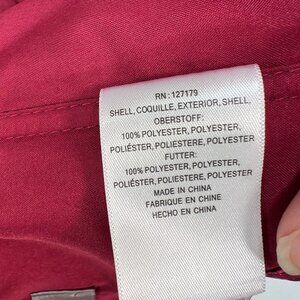 RN: 127179
SHELL, COQUILLE, EXTERIOR, SHELL,
OBERSTOFF:
100% POLYESTER, POLYESTER,
POLIÉSTER, POLIESTERE, POLYESTER
FUTTER:
100% POLYESTER, POLYESTER,
POLIÉSTER, POLIESTERE, POLYESTER
MADE IN CHINA
FABRIQUE EN CHINE
HECHO EN CHINA